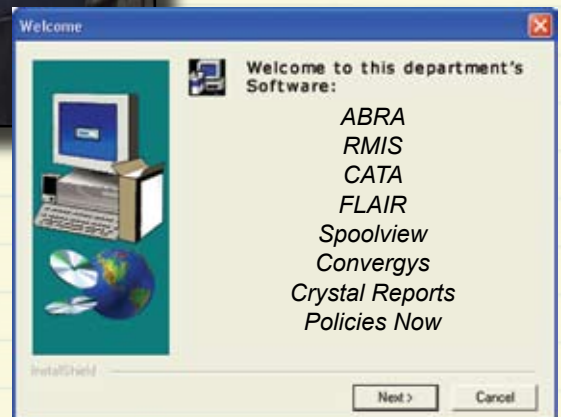 Welcome
Welcome to this department's
Software:
ABRA
RMIS
CATA
FLAIR
Spoolview
Convergys
Crystal Reports
Policies Now
InstallShield
Next >
Cancel